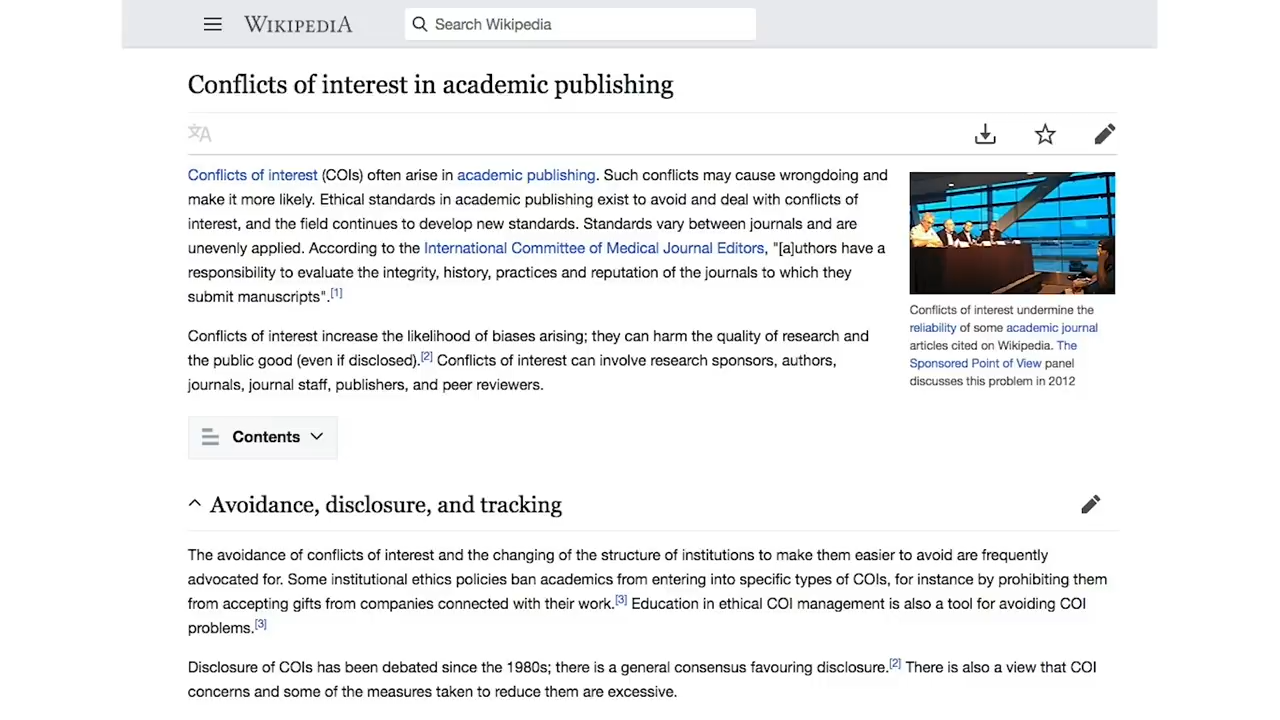 WIKIPEDIA
Search Wikipedia
Conflicts of interest in academic publishing
文A
Conflicts of interest (COIs) often arise in academic publishing. Such conflicts may cause wrongdoing and
make it more likely. Ethical standards in academic publishing exist to avoid and deal with conflicts of
interest, and the field continues to develop new standards. Standards vary between journals and are
unevenly applied. According to the International Committee of Medical Journal Editors, "[a]uthors have a
responsibility to evaluate the integrity, history, practices and reputation of the journals to which they
submit manuscripts".[1]
Conflicts of interest increase the likelihood of biases arising; they can harm the quality of research and
the public good (even if disclosed).[2] Conflicts of interest can involve research sponsors, authors,
journals, journal staff, publishers, and peer reviewers.
Conflicts of interest undermine the
reliability of some academic journal
articles cited on Wikipedia. The
Sponsored Point of View panel
discusses this problem in 2012
Contents
Avoidance, disclosure, and tracking
The avoidance of conflicts of interest and the changing of the structure of institutions to make them easier to avoid are frequently
advocated for. Some institutional ethics policies ban academics from entering into specific types of COIs, for instance by prohibiting them
from accepting gifts from companies connected with their work.[3] Education in ethical COI management is also a tool for avoiding COI
problems.[3]
Disclosure of COIs has been debated since the 1980s; there is a general consensus favouring disclosure.[2] There is also a view that COI
concerns and some of the measures taken to reduce them are excessive.